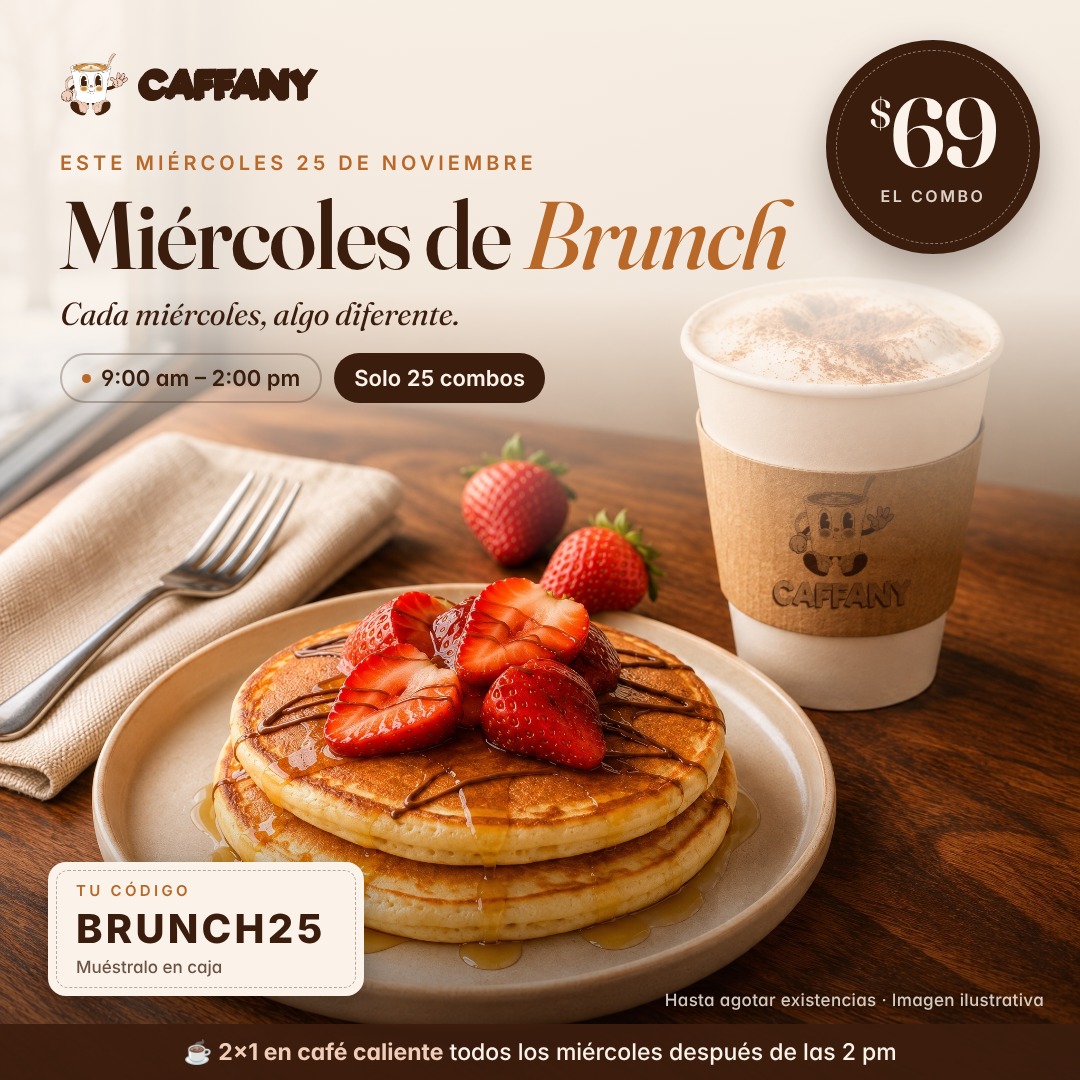 CAFFANY
ESTE MIÉRCOLES 25 DE NOVIEMBRE
Miércoles de Brunch
Cada miércoles, algo diferente.
9:00 am – 2:00 pm
Solo 25 combos
$69
EL COMBO
CAFFANY
TU CÓDIGO
BRUNCH25
Muéstralo en caja
Hasta agotar existencias · Imagen ilustrativa
☕ 2×1 en café caliente todos los miércoles después de las 2 pm